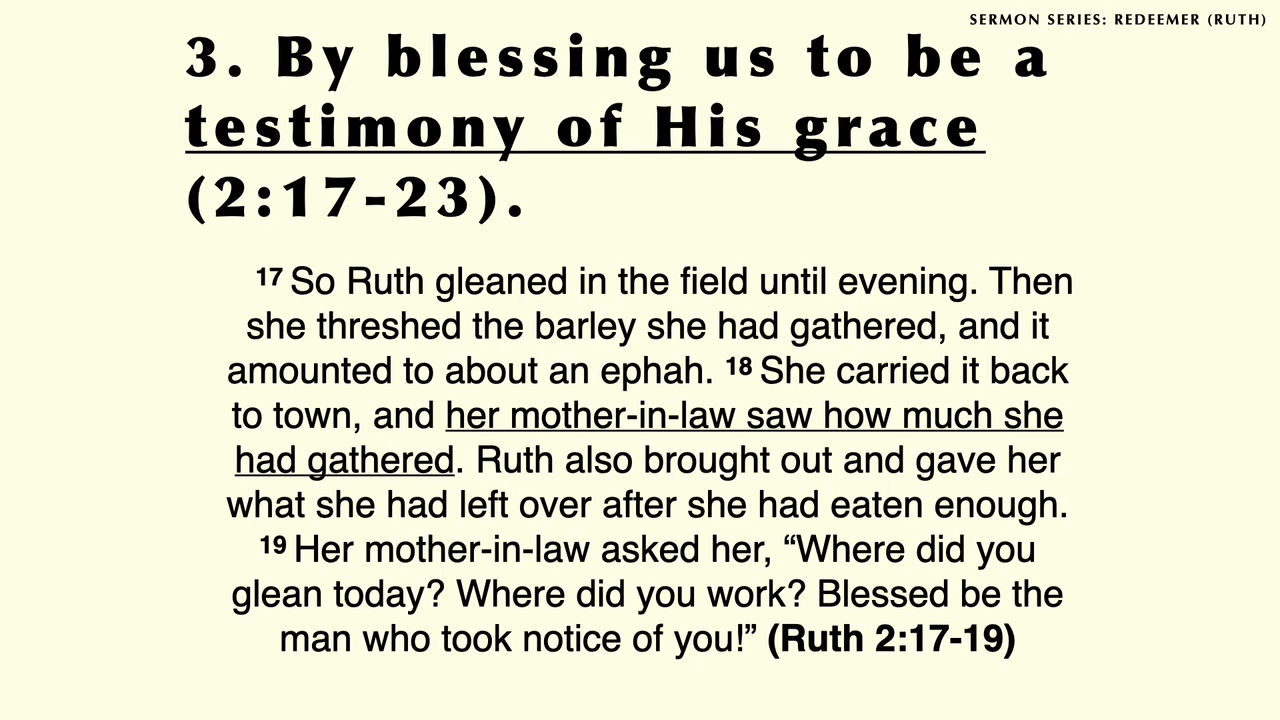 SERMON SERIES: REDEEMER (RUTH)
3. By blessing us to be a
testimony of His grace
(2:17-23).
17 So Ruth gleaned in the field until evening. Then
she threshed the barley she had gathered, and it
amounted to about an ephah. 18 She carried it back
to town, and her mother-in-law saw how much she
had gathered. Ruth also brought out and gave her
what she had left over after she had eaten enough.
19 Her mother-in-law asked her, “Where did you
glean today? Where did you work? Blessed be the
man who took notice of you!” (Ruth 2:17-19)